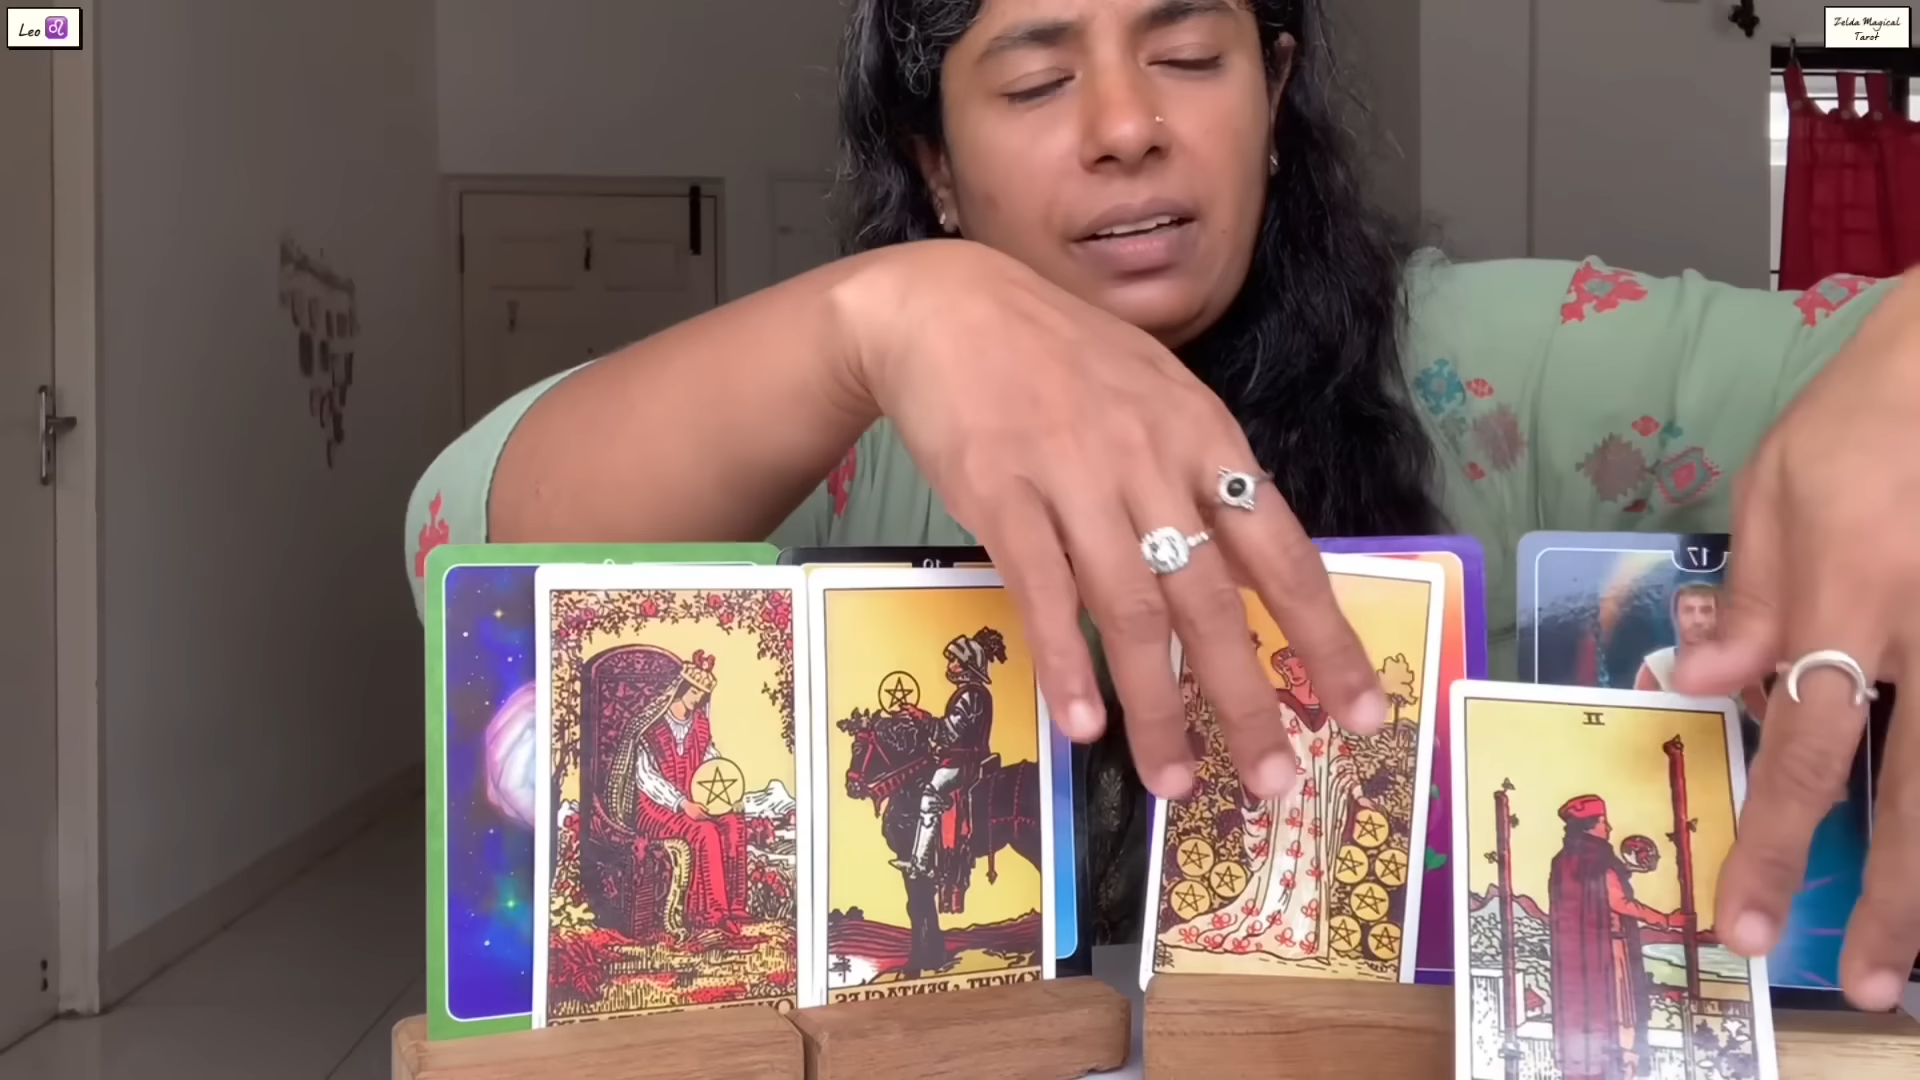 Leo ♌
Zelda Magical
Tarot
17
II
KNIGHT OF PENTACLES